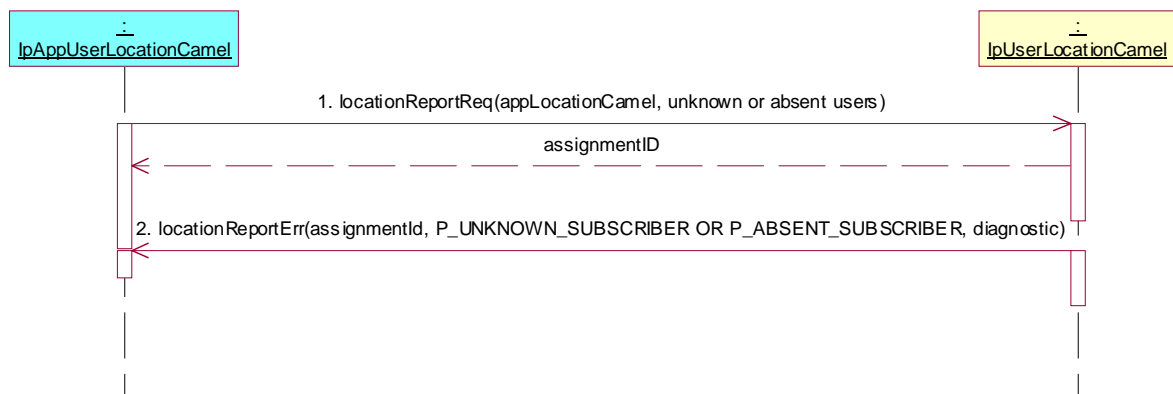 :
IpAppUserLocationCamel
:
IpUserLocationCamel
1. locationReportReq(appLocationCamel, unknown or absent users)
assignmentID
2. locationReportErr(assignmentId, P_UNKNOWN_SUBSCRIBER OR P_ABSENT_SUBSCRIBER, diagnostic)